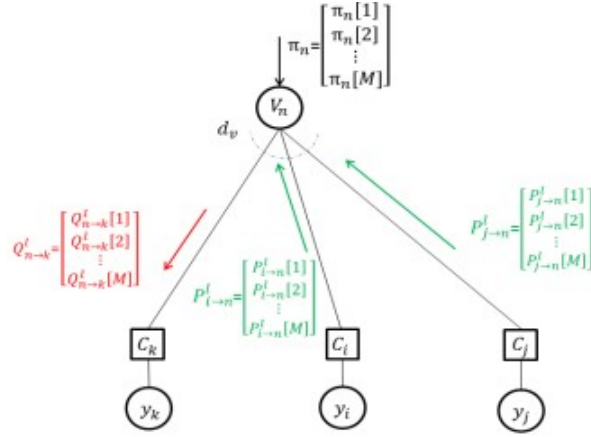 π_n=[π_n[1]
π_n[2]
⋮
π_n[M]]
V_n
d_v
Q^l_{n→k}=[Q^l_{n→k}[1]
Q^l_{n→k}[2]
⋮
Q^l_{n→k}[M]]
P^l_{i→n}=[P^l_{i→n}[1]
P^l_{i→n}[2]
⋮
P^l_{i→n}[M]]
P^l_{j→n}=[P^l_{j→n}[1]
P^l_{j→n}[2]
⋮
P^l_{j→n}[M]]
C_k C_i C_j
y_k y_i y_j